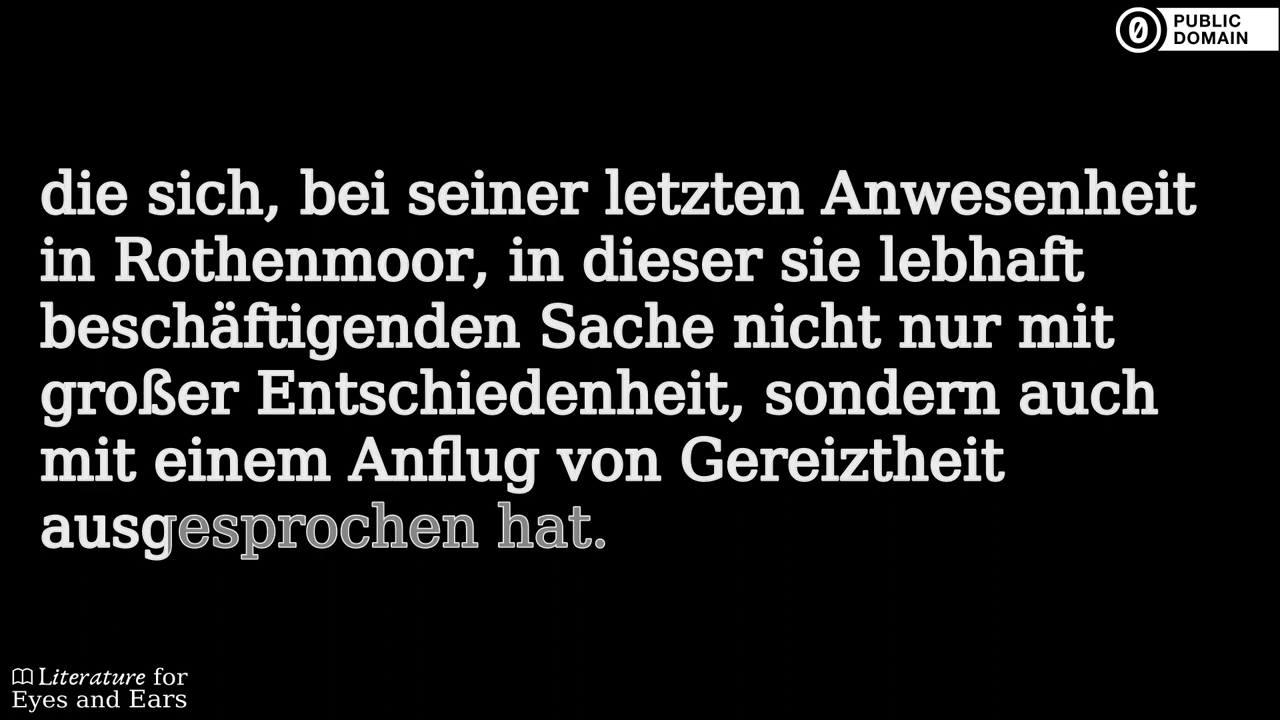 PUBLIC
DOMAIN
die sich, bei seiner letzten Anwesenheit
in Rothenmoor, in dieser sie lebhaft
beschäftigenden Sache nicht nur mit
großer Entschiedenheit, sondern auch
mit einem Anflug von Gereiztheit
ausgesprochen hat.
Literature for
Eyes and Ears